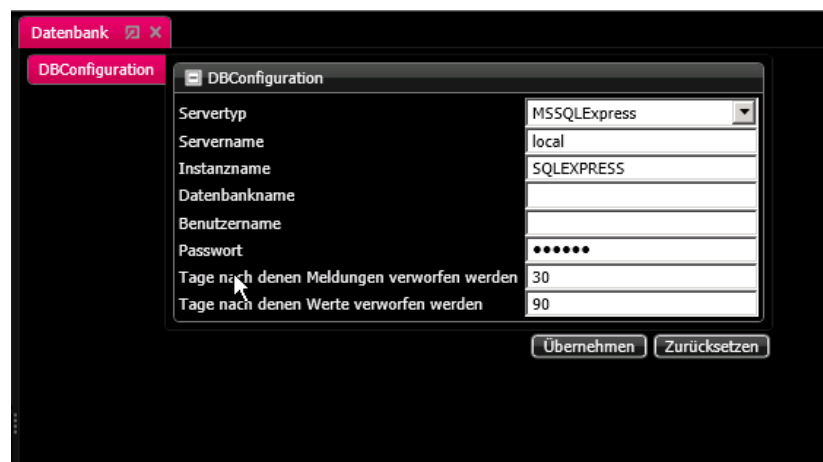 Datenbank
DBConfiguration
DBConfiguration
Servertyp MSSQLExpress
Servername local
Instanzname SQLEXPRESS
Datenbankname
Benutzername
Passwort ●●●●●●
Tage nach denen Meldungen verworfen werden 30
Tage nach denen Werte verworfen werden 90
Übernehmen Zurücksetzen